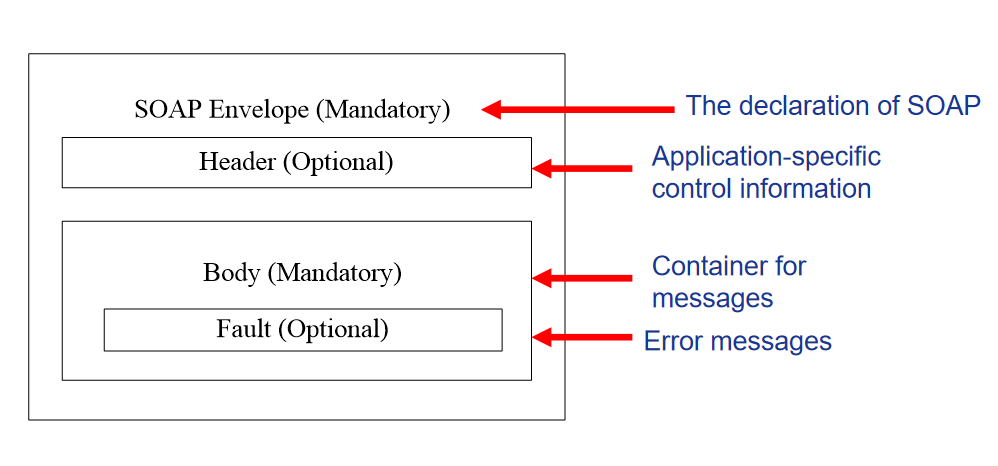 SOAP Envelope (Mandatory)
The declaration of SOAP
Header (Optional)
Application-specific
control information
Body (Mandatory)
Container for
messages
Fault (Optional)
Error messages